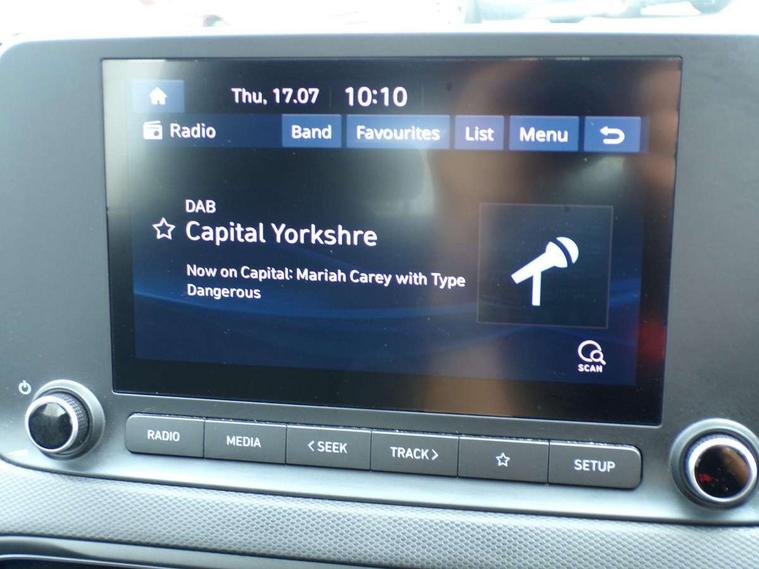 Thu, 17.07 10:10
Radio Band Favourites List Menu
DAB
Capital Yorkshre
Now on Capital: Mariah Carey with Type
Dangerous
SCAN
RADIO MEDIA < SEEK TRACK > SETUP